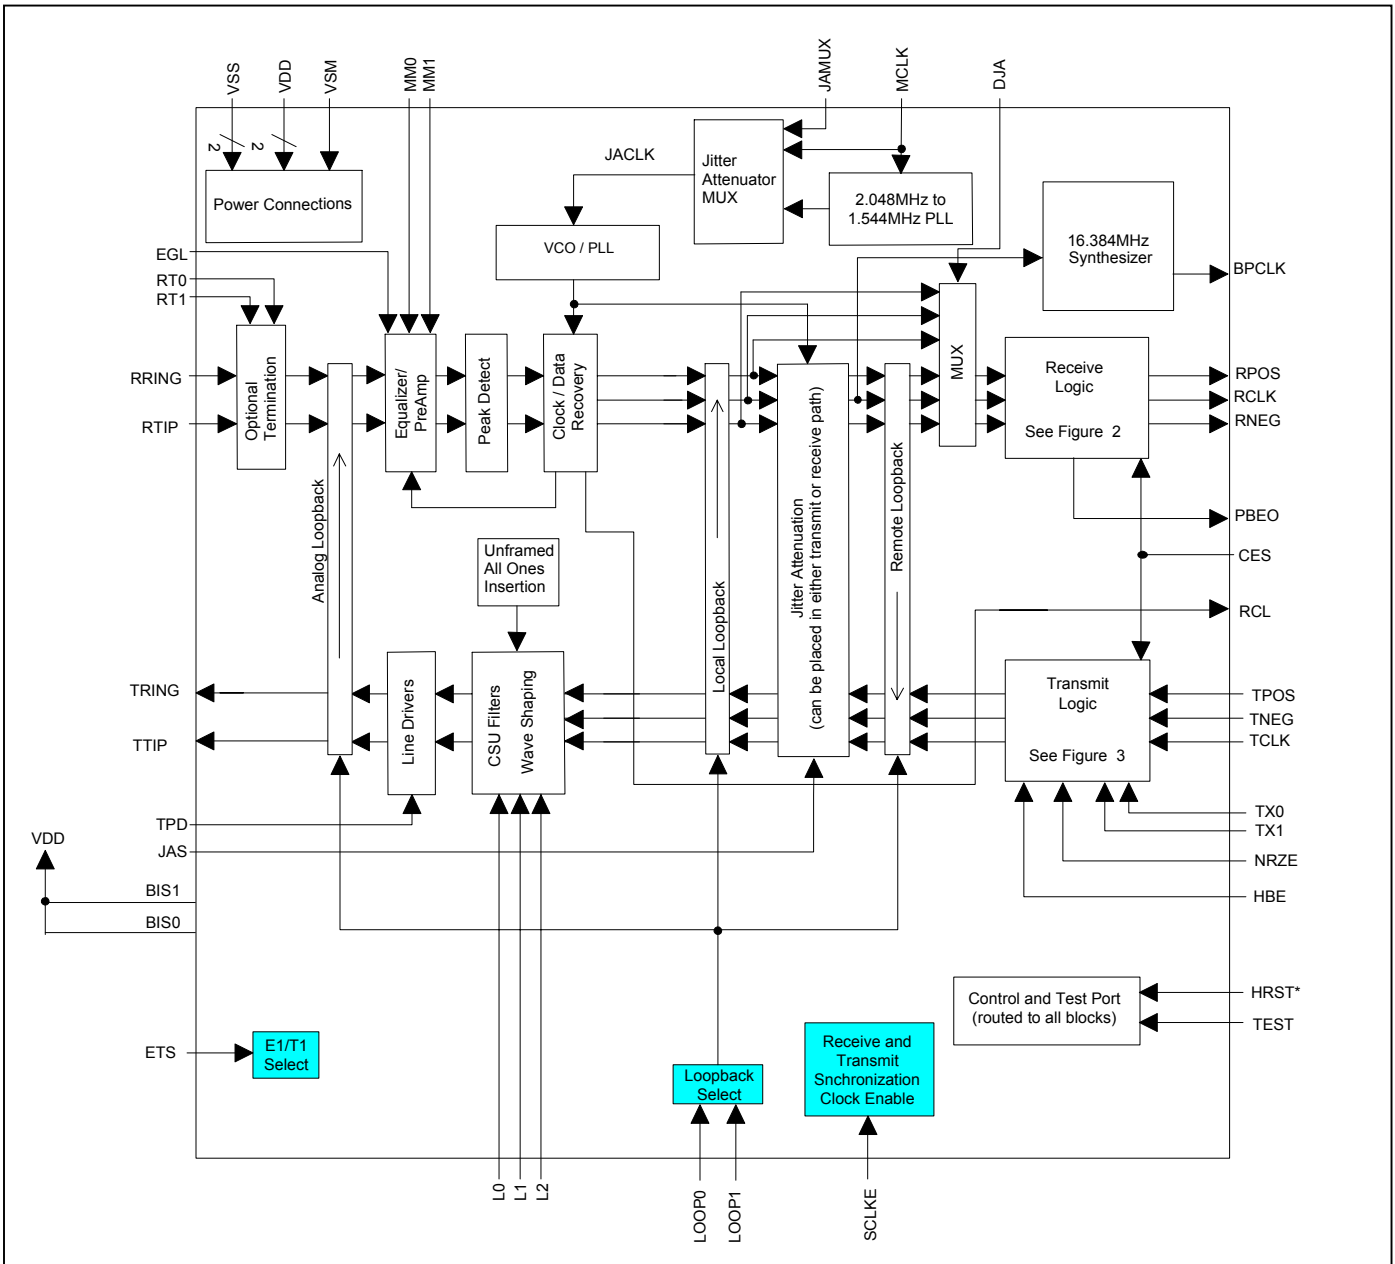 VSS
VDD
VSM
MM0
MM1
JAMUX
MCLK
DJA
2
2
Power Connections
JACLK
Jitter
Attenuator
MUX
2.048MHz to
1.544MHz PLL
16.384MHz
Synthesizer
VCO / PLL
EGL
RT0
RT1
BPCLK
RRING
RTIP
Optional
Termination
Equalizer/
PreAmp
Peak Detect
Clock / Data
Recovery
MUX
Receive
Logic
See Figure 2
RPOS
RCLK
RNEG
PBEO
CES
RCL
Analog Loopback
Unframed
All Ones
Insertion
Local Loopback
Jitter Attenuation
(can be placed in either transmit or receive path)
Remote Loopback
TRING
TTIP
Line Drivers
CSU Filters
Wave Shaping
Transmit
Logic
See Figure 3
TPOS
TNEG
TCLK
TPD
JAS
TX0
TX1
NRZE
HBE
VDD
BIS1
BIS0
Control and Test Port
(routed to all blocks)
HRST*
TEST
ETS
E1/T1
Select
Loopback
Select
Receive and
Transmit
Snchronization
Clock Enable
L0
L1
L2
LOOP0
LOOP1
SCLKE